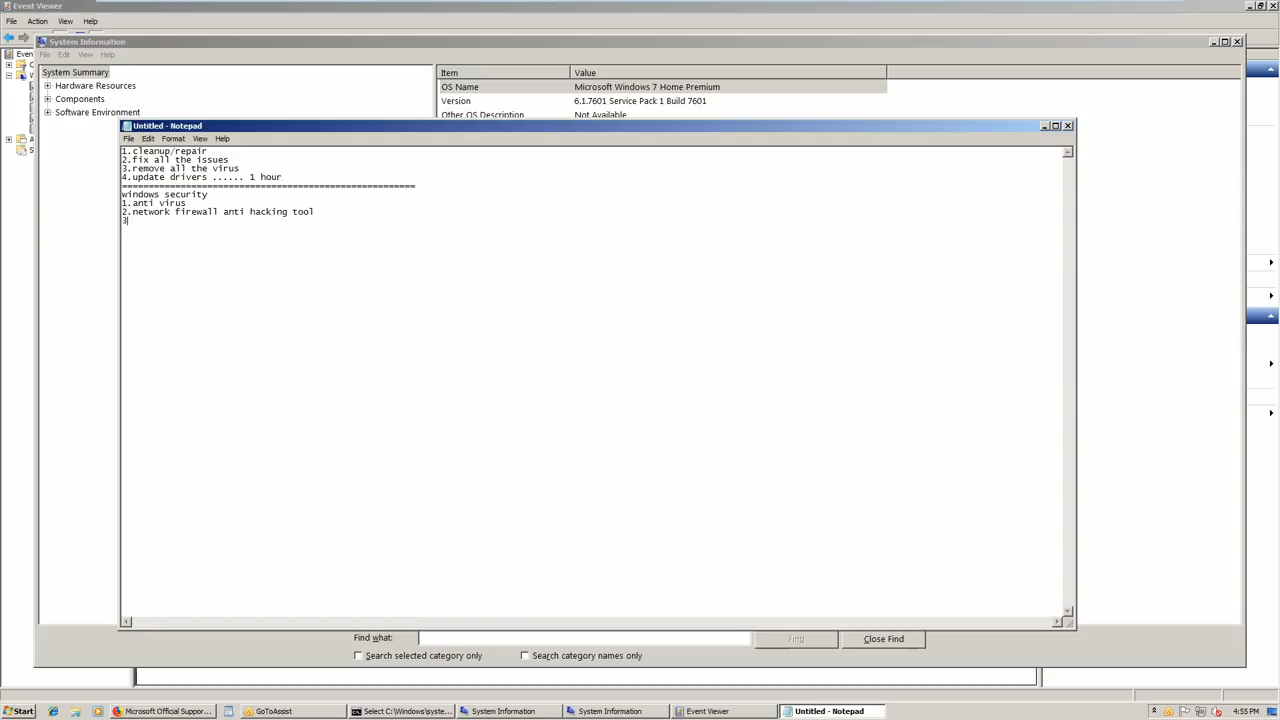 Event Viewer
File Action View Help
System Information
File Edit View Help
System Summary
Hardware Resources
Components
Software Environment
Item Value
OS Name Microsoft Windows 7 Home Premium
Version 6.1.7601 Service Pack 1 Build 7601
Other OS Description Not Available
Untitled - Notepad
File Edit Format View Help
1.cleanup/repair
2.fix all the issues
3.remove all the virus
4.update drivers ...... 1 hour
=======================================================
windows security
1.anti virus
2.network firewall anti hacking tool
3
Find what: Find Close Find
Search selected category only Search category names only
Start Microsoft Official Suppor... GoToAssist Select C:\Windows\syste... System Information System Information Event Viewer Untitled - Notepad 4:55 PM